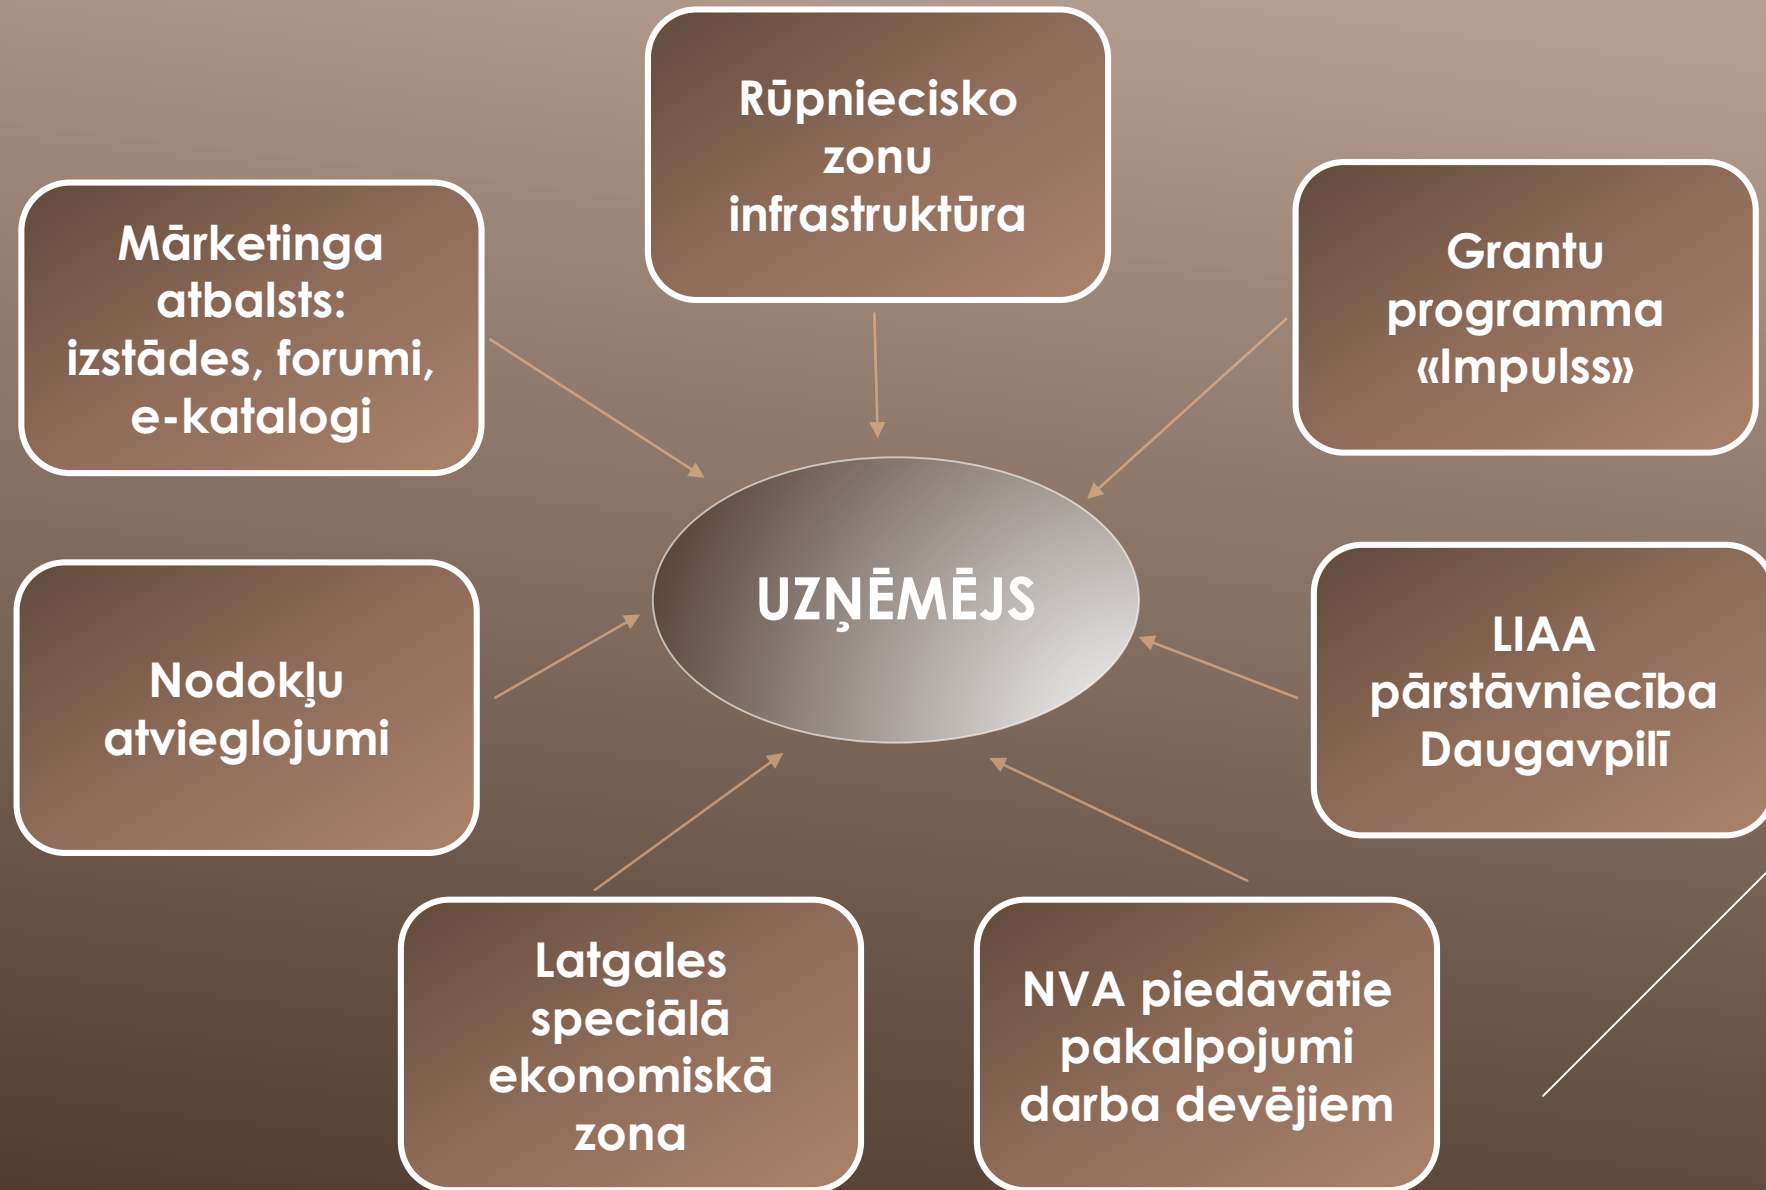 Rūpniecisko
zonu
infrastruktūra
Mārketinga
atbalsts:
izstādes, forumi,
e-katalogi
Grantu
programma
«Impulss»
UZŅĒMĒJS
Nodokļu
atvieglojumi
LIAA
pārstāvniecība
Daugavpilī
Latgales
speciālā
ekonomiskā
zona
NVA piedāvātie
pakalpojumi
darba devējiem